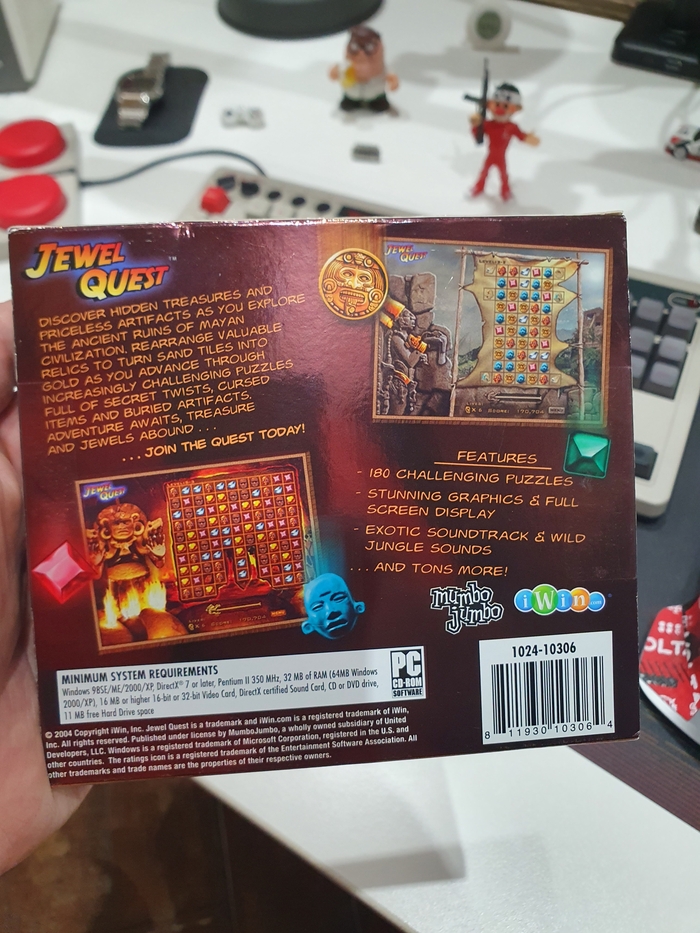 JEWEL
QUEST™
DISCOVER HIDDEN TREASURES AND
PRICELESS ARTIFACTS AS YOU EXPLORE
THE ANCIENT RUINS OF MAYAN
CIVILIZATION. REARRANGE VALUABLE
RELICS TO TURN SAND TILES INTO
GOLD AS YOU ADVANCE THROUGH
INCREASINGLY CHALLENGING PUZZLES
FULL OF SECRET TWISTS, CURSED
ITEMS AND BURIED ARTIFACTS.
ADVENTURE AWAITS, TREASURE
AND JEWELS ABOUND . . .
. . . JOIN THE QUEST TODAY!
JEWEL
QUEST
JEWEL
QUEST
FEATURES
- 180 CHALLENGING PUZZLES
- STUNNING GRAPHICS & FULL
SCREEN DISPLAY
- EXOTIC SOUNDTRACK & WILD
JUNGLE SOUNDS
. . . AND TONS MORE!
mumbo
jumbo
iWin.com
MINIMUM SYSTEM REQUIREMENTS
Windows 98SE/ME/2000/XP, DirectX® 7 or later, Pentium II 350 MHz, 32 MB of RAM (64MB Windows
2000/XP), 16 MB or higher 16-bit or 32-bit Video Card, DirectX certified Sound Card, CD or DVD drive,
11 MB free Hard Drive space
PC
CD-ROM
SOFTWARE
1024-10306
8 11930 10306 4
© 2004 Copyright iWin, Inc. Jewel Quest is a trademark and iWin.com is a registered trademark of iWin,
Inc. All rights reserved. Published under license by MumboJumbo, a wholly owned subsidiary of United
Developers, LLC. Windows is a registered trademark of Microsoft Corporation, registered in the U.S. and
other countries. The ratings icon is a registered trademark of the Entertainment Software Association. All
other trademarks and trade names are the properties of their respective owners.